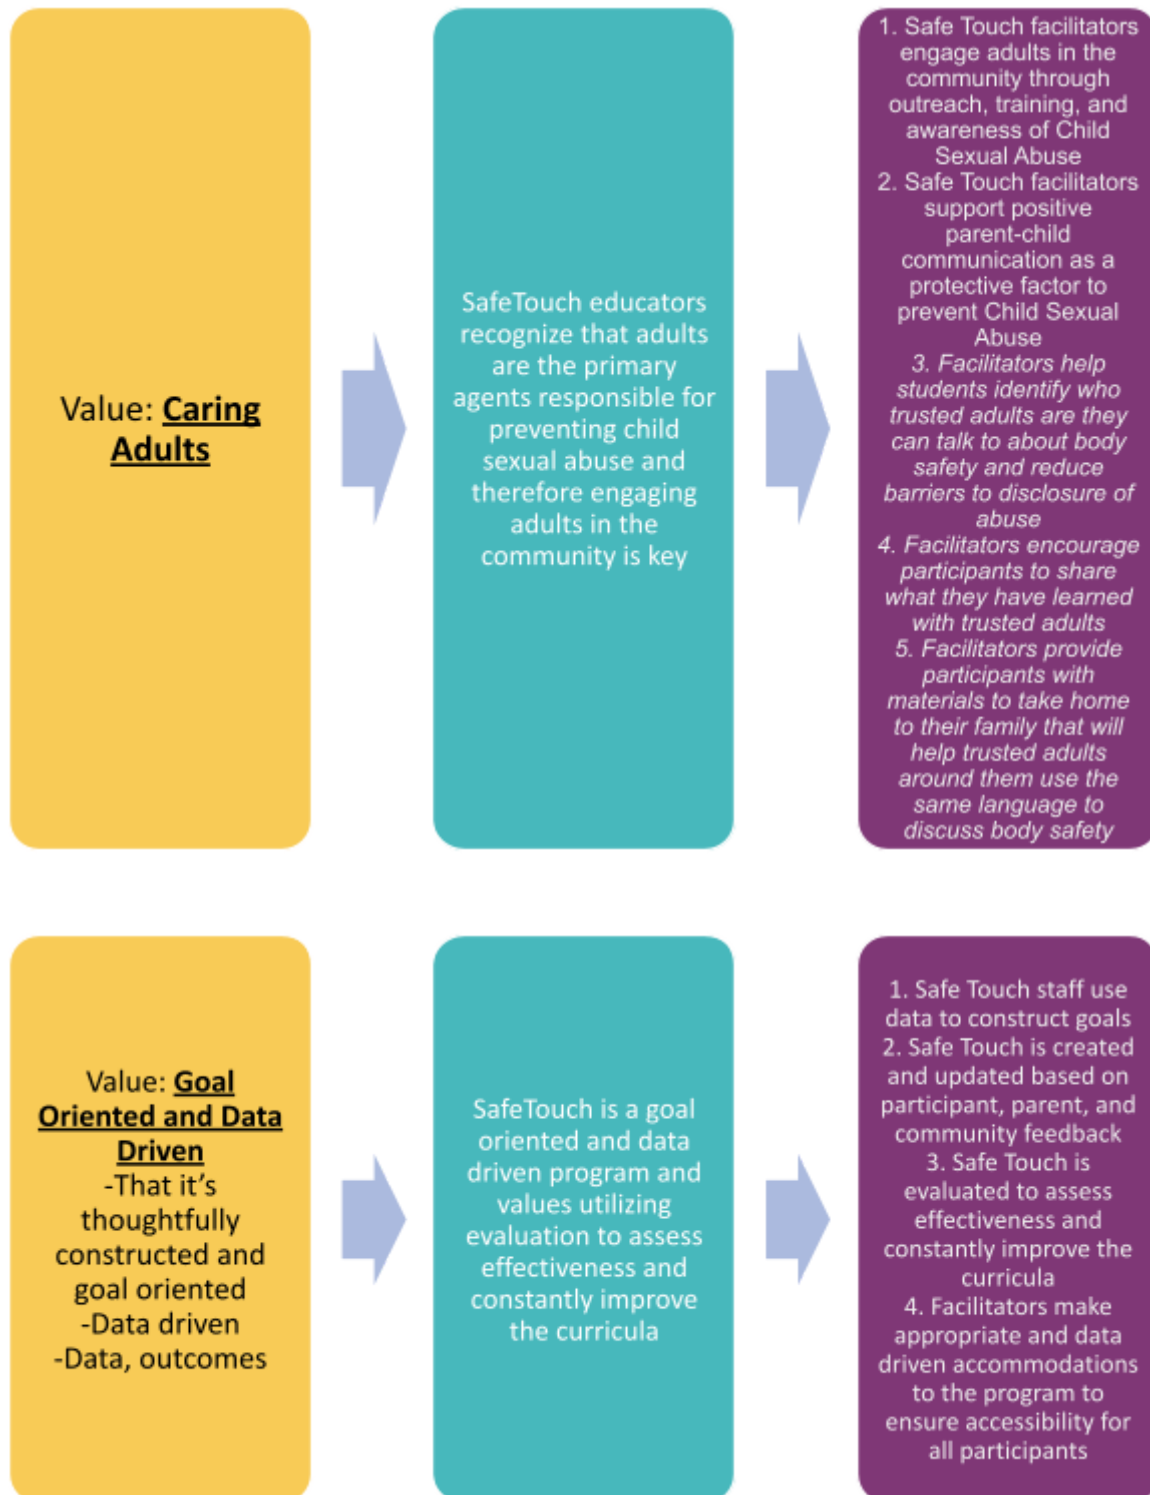 Value: Caring
Adults
SafeTouch educators
recognize that adults
are the primary
agents responsible for
preventing child
sexual abuse and
therefore engaging
adults in the
community is key
1. Safe Touch facilitators
engage adults in the
community through
outreach, training, and
awareness of Child
Sexual Abuse
2. Safe Touch facilitators
support positive
parent-child
communication as a
protective factor to
prevent Child Sexual
Abuse
3. Facilitators help
students identify who
trusted adults are they
can talk to about body
safety and reduce
barriers to disclosure of
abuse
4. Facilitators encourage
participants to share
what they have learned
with trusted adults
5. Facilitators provide
participants with
materials to take home
to their family that will
help trusted adults
around them use the
same language to
discuss body safety
Value: Goal
Oriented and Data
Driven
-That it’s
thoughtfully
constructed and
goal oriented
-Data driven
-Data, outcomes
SafeTouch is a goal
oriented and data
driven program and
values utilizing
evaluation to assess
effectiveness and
constantly improve
the curricula
1. Safe Touch staff use
data to construct goals
2. Safe Touch is created
and updated based on
participant, parent, and
community feedback
3. Safe Touch is
evaluated to assess
effectiveness and
constantly improve the
curricula
4. Facilitators make
appropriate and data
driven accommodations
to the program to
ensure accessibility for
all participants